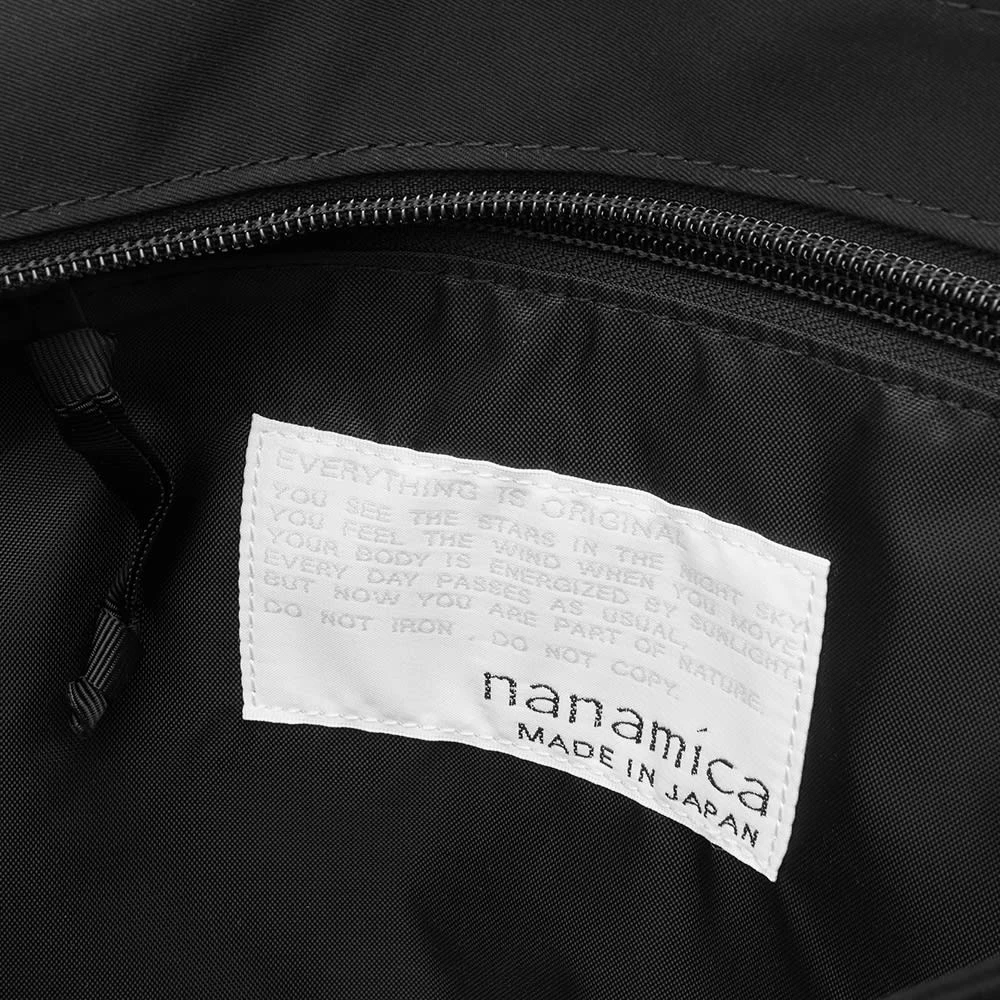 EVERYTHING IS ORIGINAL
YOU SEE THE STARS IN THE NIGHT SKY
YOU FEEL THE WIND WHEN YOU MOVE
YOUR BODY IS ENERGIZED BY SUNLIGHT
EVERY DAY PASSES AS USUAL,
BUT NOW YOU ARE PART OF NATURE.
DO NOT IRON . DO NOT COPY.
nanamíca
MADE IN JAPAN